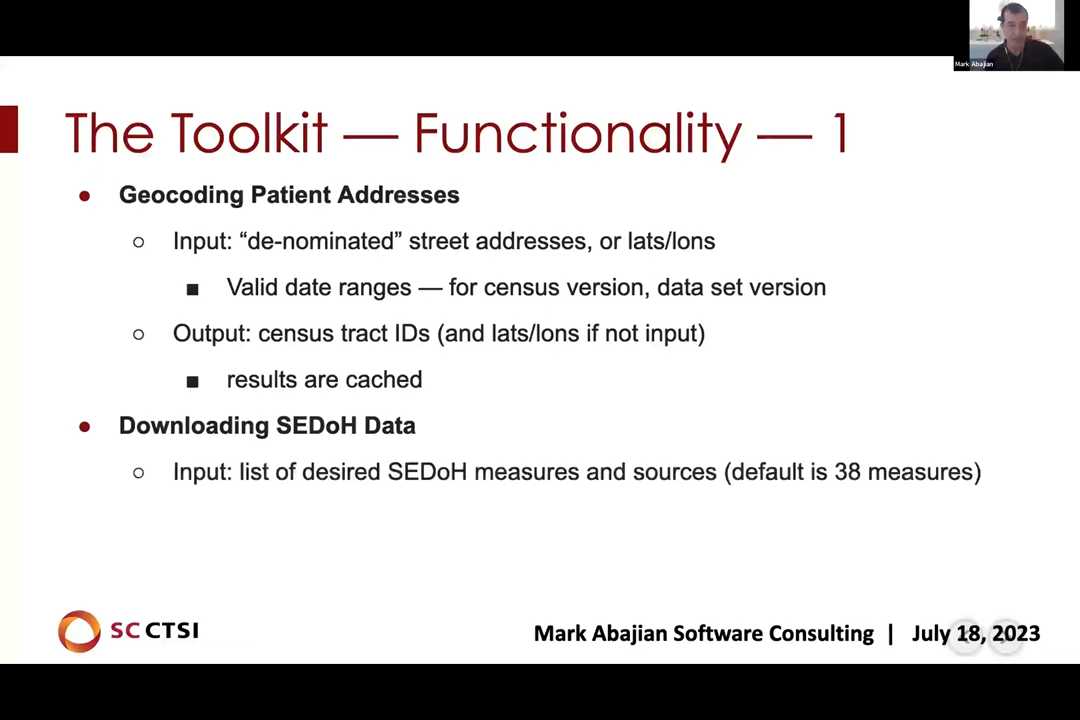 Mark Abajian
The Toolkit — Functionality — 1
● Geocoding Patient Addresses
○ Input: “de-nominated” street addresses, or lats/lons
■ Valid date ranges — for census version, data set version
○ Output: census tract IDs (and lats/lons if not input)
■ results are cached
● Downloading SEDoH Data
○ Input: list of desired SEDoH measures and sources (default is 38 measures)
SC CTSI
Mark Abajian Software Consulting | July 18, 2023